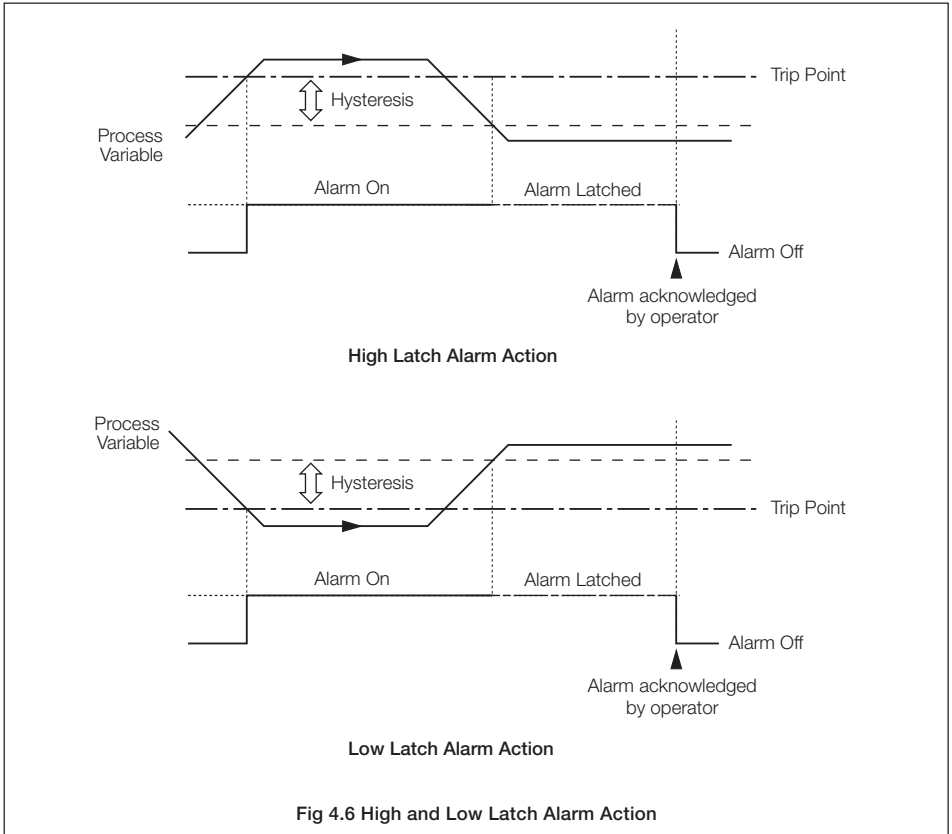 Trip Point
Hysteresis
Process
Variable
Alarm On
Alarm Latched
Alarm Off
Alarm acknowledged
by operator
High Latch Alarm Action
Process
Variable
Hysteresis
Trip Point
Alarm On
Alarm Latched
Alarm Off
Alarm acknowledged
by operator
Low Latch Alarm Action
Fig 4.6 High and Low Latch Alarm Action